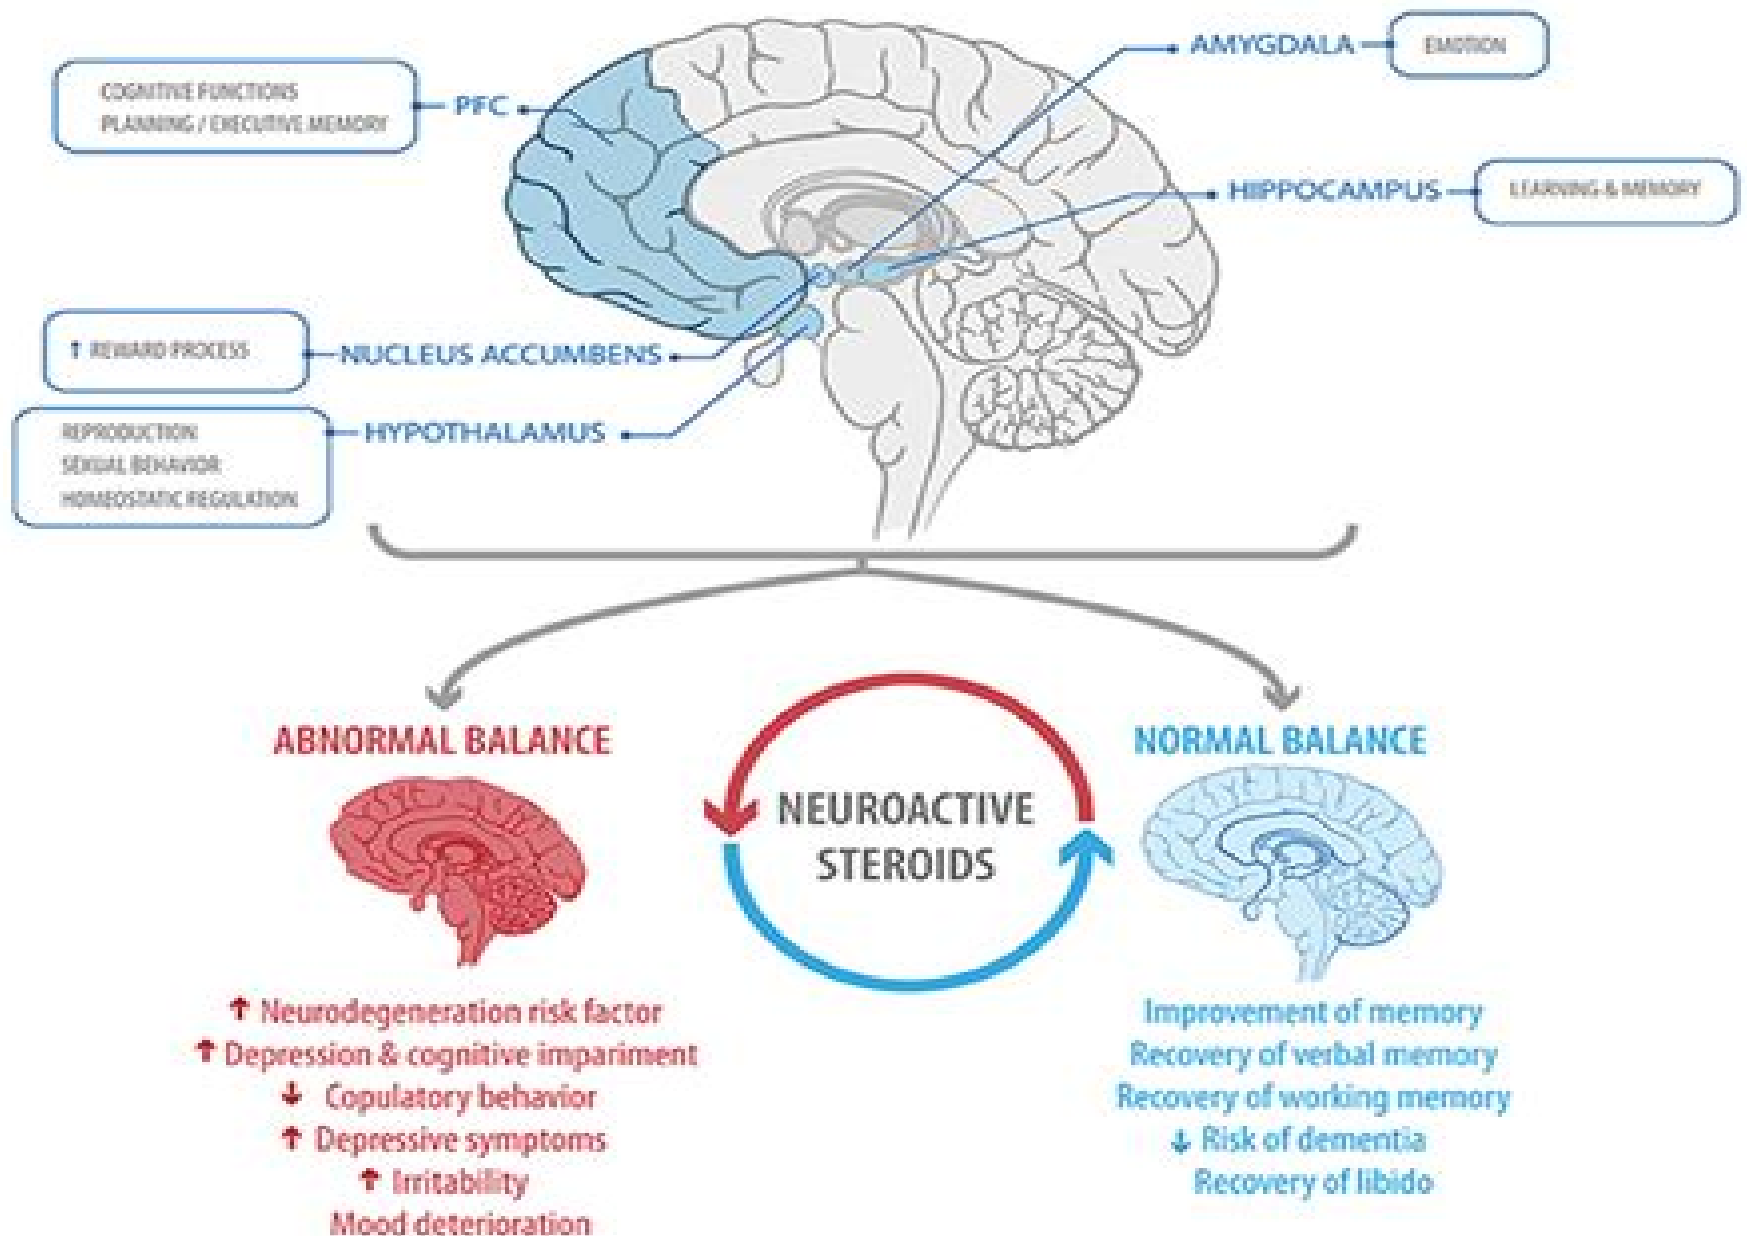 AMYGDALA
EMOTION
COGNITIVE FUNCTIONS
PLANNING / EXECUTIVE MEMORY
PFC
HIPPOCAMPUS
LEARNING & MEMORY
↑ REWARD PROCESS
NUCLEUS ACCUMBENS
REPRODUCTION
SEXUAL BEHAVIOR
HOMEOSTATIC REGULATION
HYPOTHALAMUS
ABNORMAL BALANCE
NEUROACTIVE
STEROIDS
NORMAL BALANCE
↑ Neurodegeneration risk factor
↑ Depression & cognitive impariment
↓ Copulatory behavior
↑ Depressive symptoms
↑ Irritability
Mood deterioration
Improvement of memory
Recovery of verbal memory
Recovery of working memory
↓ Risk of dementia
Recovery of libido